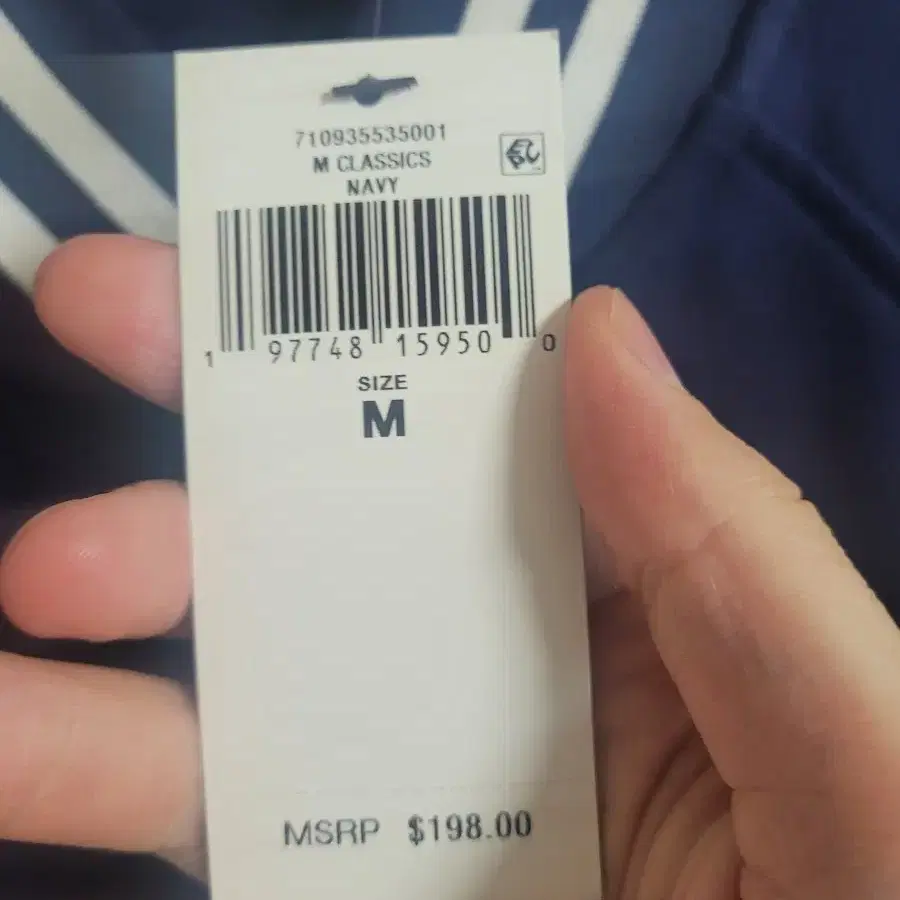 710935535001
M CLASSICS
NAVY
1 97748 15950 0
SIZE
M
MSRP $198.00